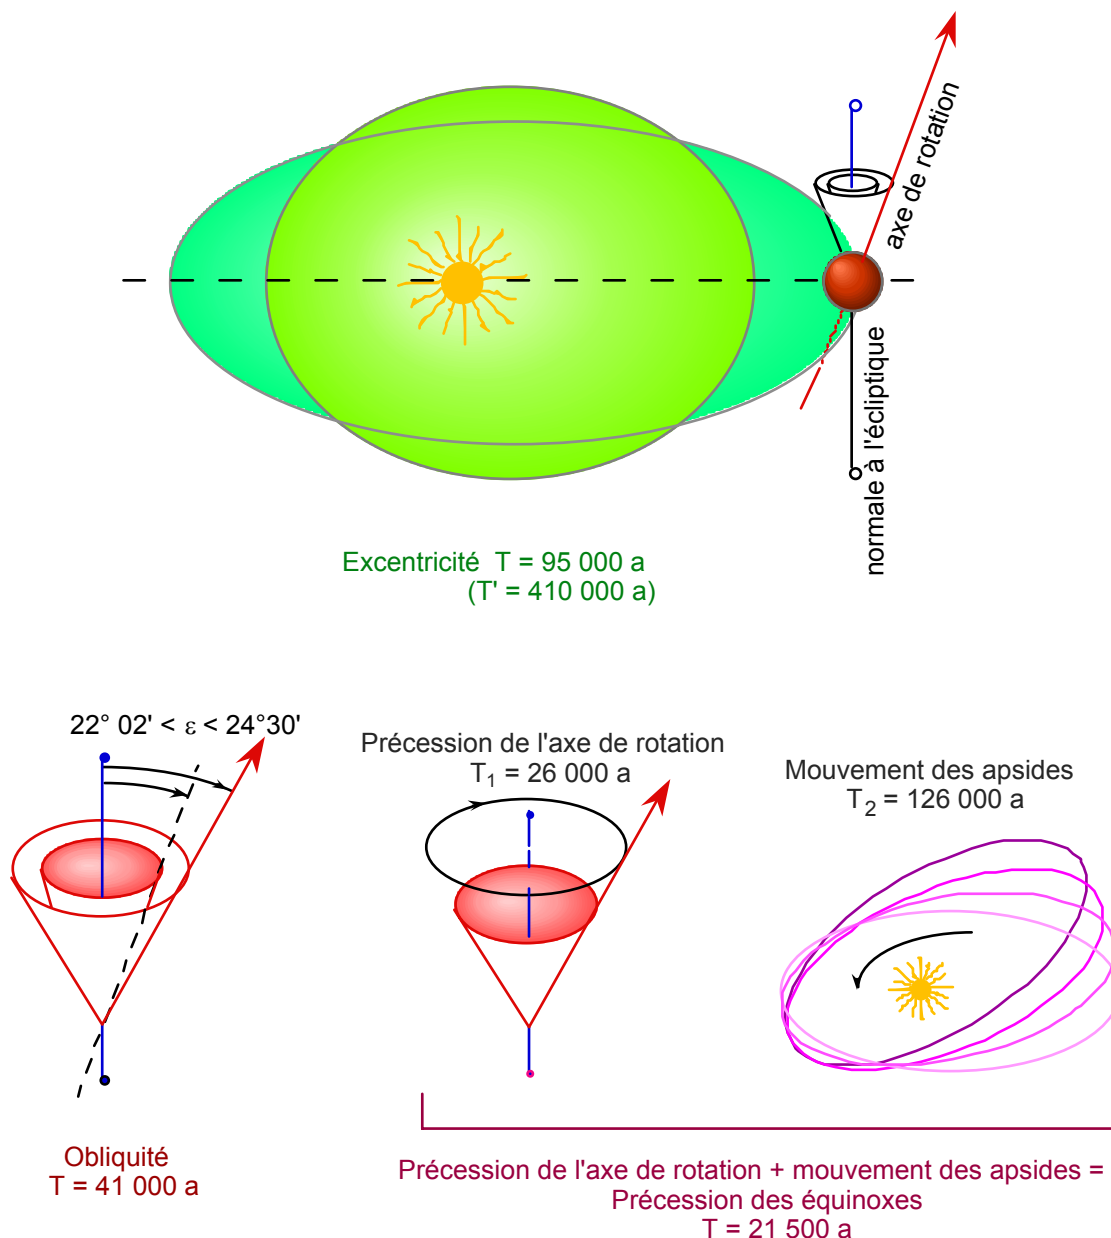 axe de rotation
normale à l'écliptique
Excentricité T = 95 000 a
(T' = 410 000 a)
22° 02' < ε < 24°30'
Précession de l'axe de rotation
T₁ = 26 000 a
Mouvement des apsides
T₂ = 126 000 a
Obliquité
T = 41 000 a
Précession de l'axe de rotation + mouvement des apsides =
Précession des équinoxes
T = 21 500 a